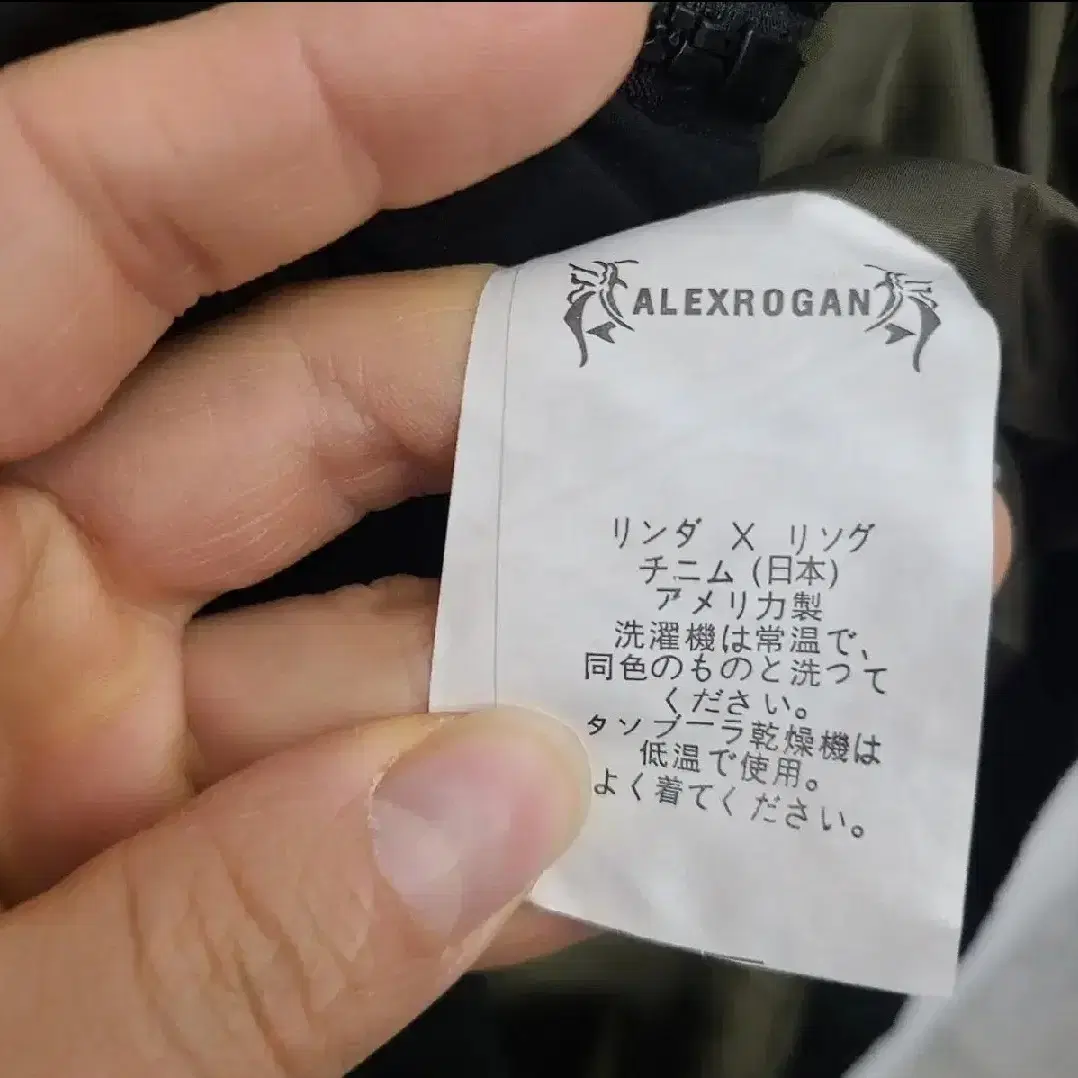 ALEXROGAN
リンダ X リソグ
チニム (日本)
アメリカ製
洗濯機は常温で、
同色のものと洗つて
ください。
タソブーラ乾燥機は
低温で使用。
よく着てください。